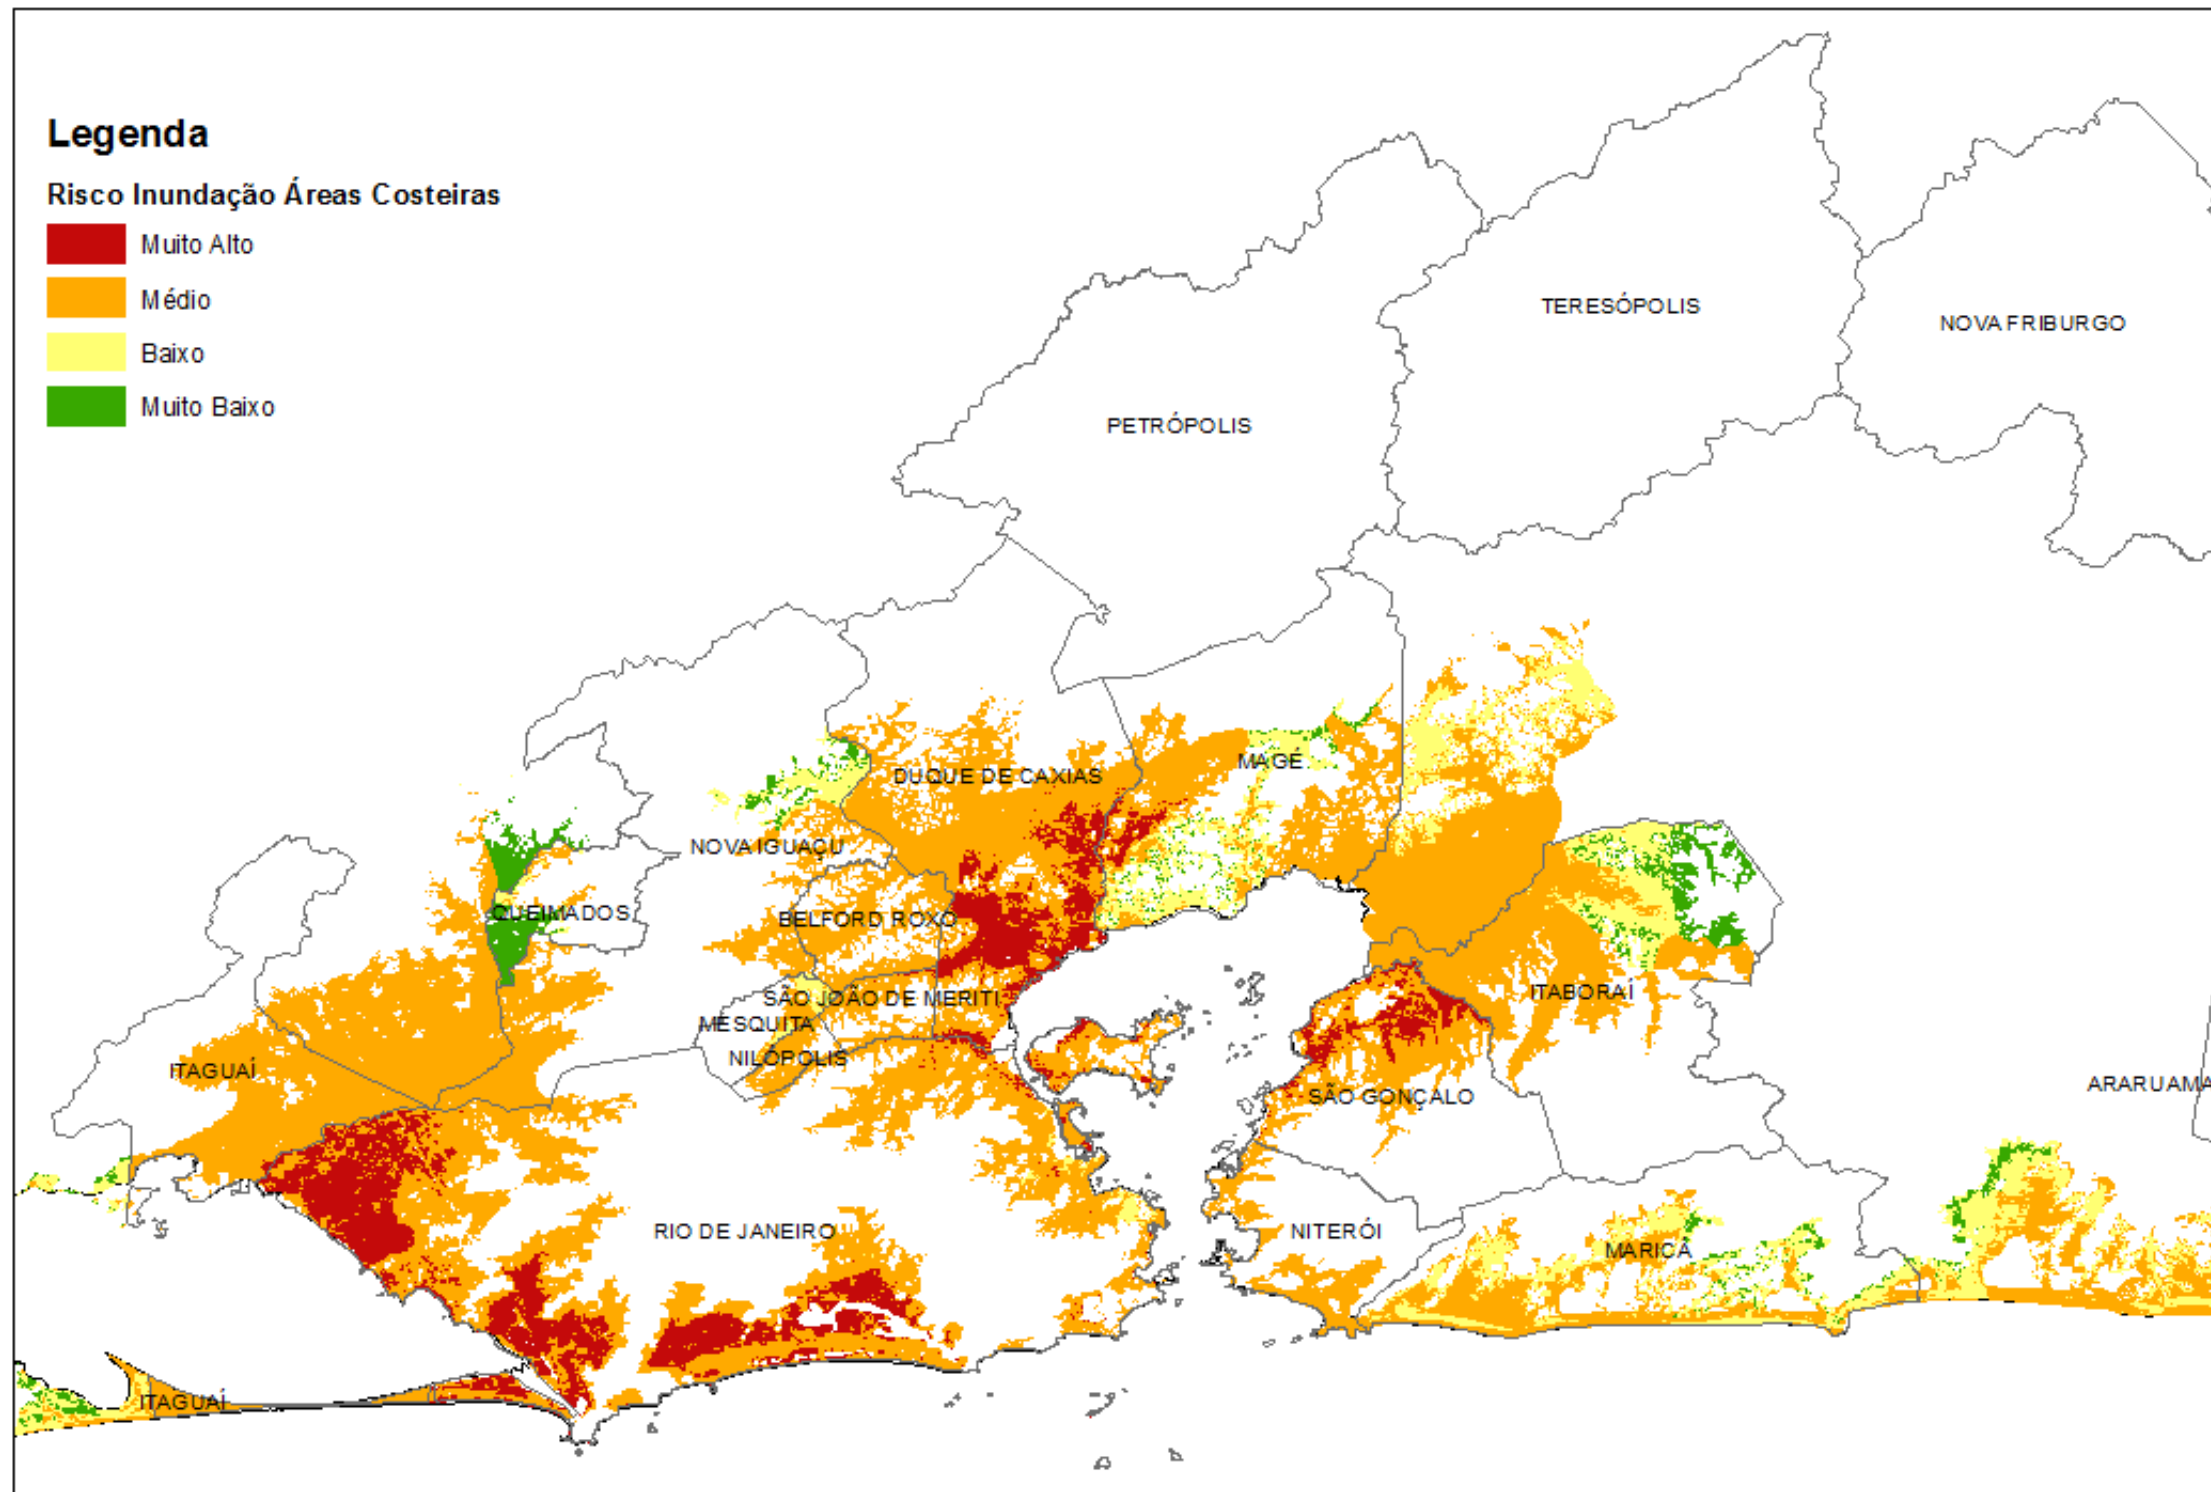 Legenda
Risco Inundação Áreas Costeiras
Muito Alto
Médio
Baixo
Muito Baixo
TERESÓPOLIS
NOVA FRIBURGO
PETRÓPOLIS
MAGÉ
DUQUE DE CAXIAS
NOVA IGUAÇU
QUEIMADOS
BELFORD ROXO
ITABORAÍ
SÃO JOÃO DE MERITI
MESQUITA
NILÓPOLIS
ITAGUAÍ
ARARUAMA
SÃO GONÇALO
RIO DE JANEIRO
NITERÓI
MARICÁ
ITAGUAÍ